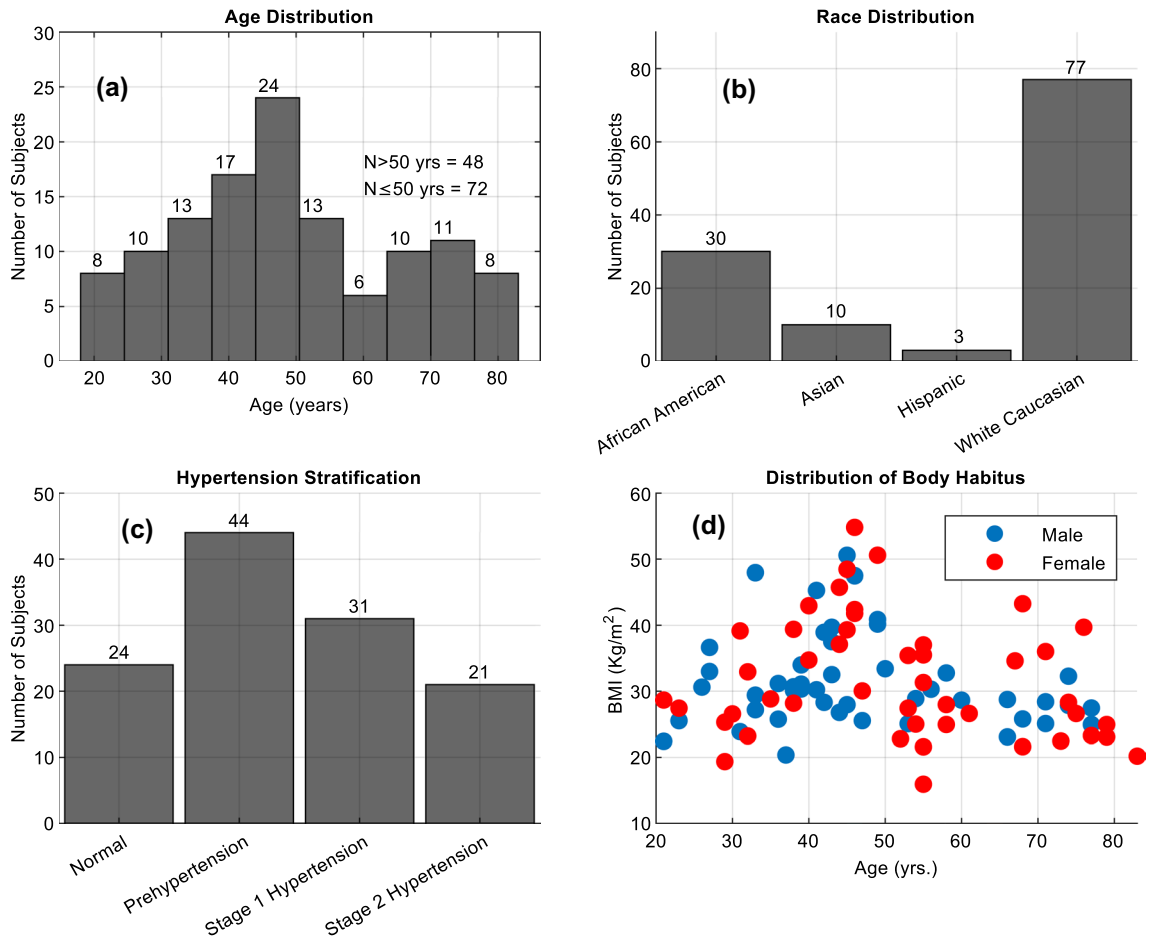 Age Distribution
(a)
Number of Subjects
30
25
20
15
10
5
0
8
10
13
17
24
13
6
10
11
8
N>50 yrs = 48
N≤50 yrs = 72
20 30 40 50 60 70 80
Age (years)
Race Distribution
(b)
Number of Subjects
80
60
40
20
0
30
10
3
77
African American
Asian
Hispanic
White Caucasian
Hypertension Stratification
(c)
Number of Subjects
50
40
30
20
10
0
24
44
31
21
Normal
Prehypertension
Stage 1 Hypertension
Stage 2 Hypertension
Distribution of Body Habitus
(d)
Male
Female
BMI (Kg/m²)
60
50
40
30
20
10
20 30 40 50 60 70 80
Age (yrs.)